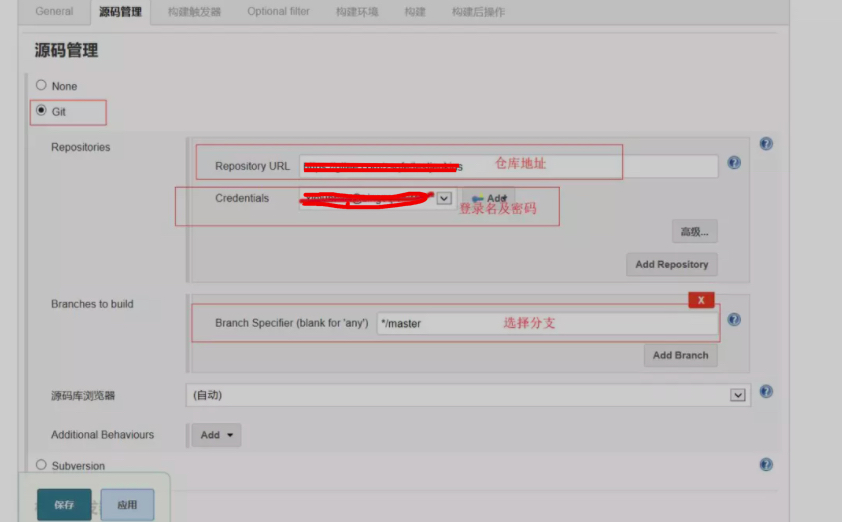 General 源码管理 构建触发器 Optional filter 构建环境 构建 构建后操作
源码管理
None
Git
Repositories
Repository URL 仓库地址
Credentials Add
登录名及密码
高级...
Add Repository
Branches to build
X
Branch Specifier (blank for 'any') */master 选择分支
Add Branch
源码库浏览器 (自动)
Additional Behaviours Add
Subversion
保存 应用